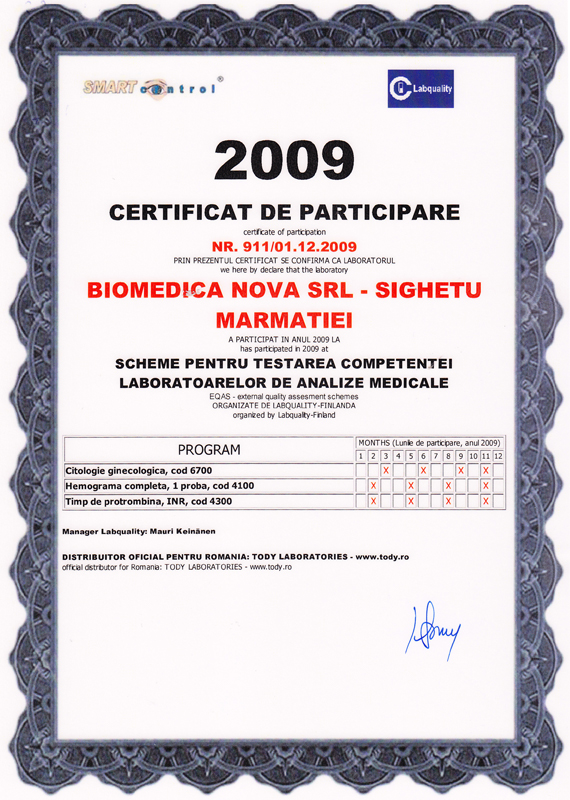 SMART control ®
Labquality
2009
CERTIFICAT DE PARTICIPARE
certificate of participation
NR. 911/01.12.2009
PRIN PREZENTUL CERTIFICAT SE CONFIRMA CA LABORATORUL
we here by declare that the laboratory
BIOMEDICA NOVA SRL - SIGHETU
MARMATIEI
A PARTICIPAT IN ANUL 2009 LA
has participated in 2009 at
SCHEME PENTRU TESTAREA COMPETENTEI
LABORATOARELOR DE ANALIZE MEDICALE
EQAS - external quality assesment schemes
ORGANIZATE DE LABQUALITY-FINLANDA
organized by Labquality-Finland
PROGRAM
MONTHS (Lunile de participare, anul 2009)
1 2 3 4 5 6 7 8 9 10 11 12
Citologie ginecologica, cod 6700 X X X X
Hemograma completa, 1 proba, cod 4100 X X X X
Timp de protrombina, INR, cod 4300 X X X X
Manager Labquality: Mauri Keinänen
DISTRIBUITOR OFICIAL PENTRU ROMANIA: TODY LABORATORIES - www.tody.ro
official distributor for Romania: TODY LABORATORIES - www.tody.ro